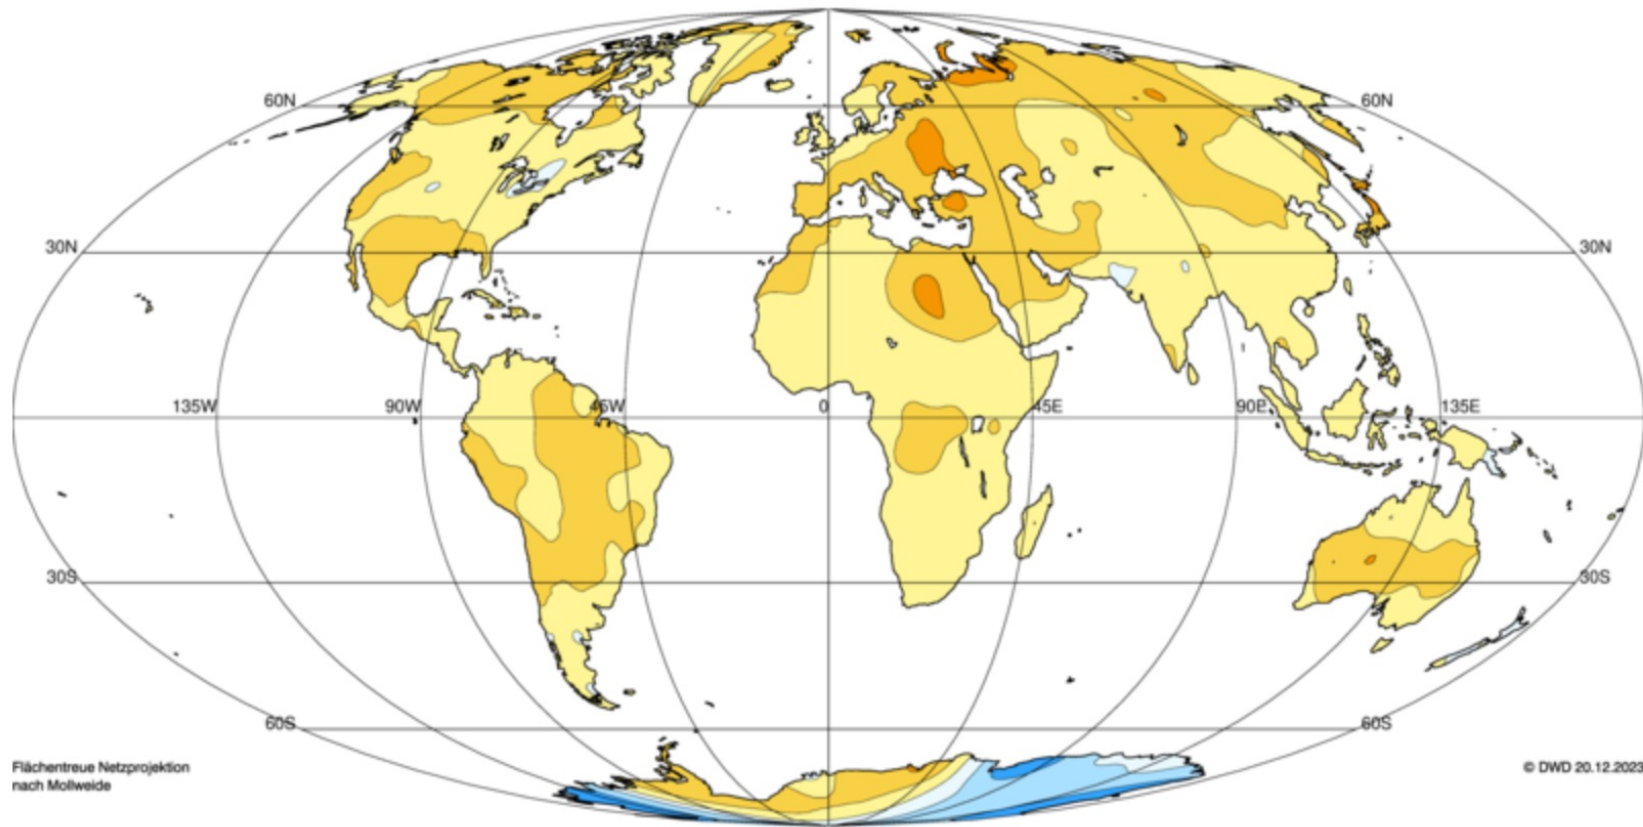 60N 60N
30N 30N
135W 90W 45W 0 45E 90E 135E
30S 30S
60S 60S
Flächentreue Netzprojektion
nach Mollweide
© DWD 20.12.2023